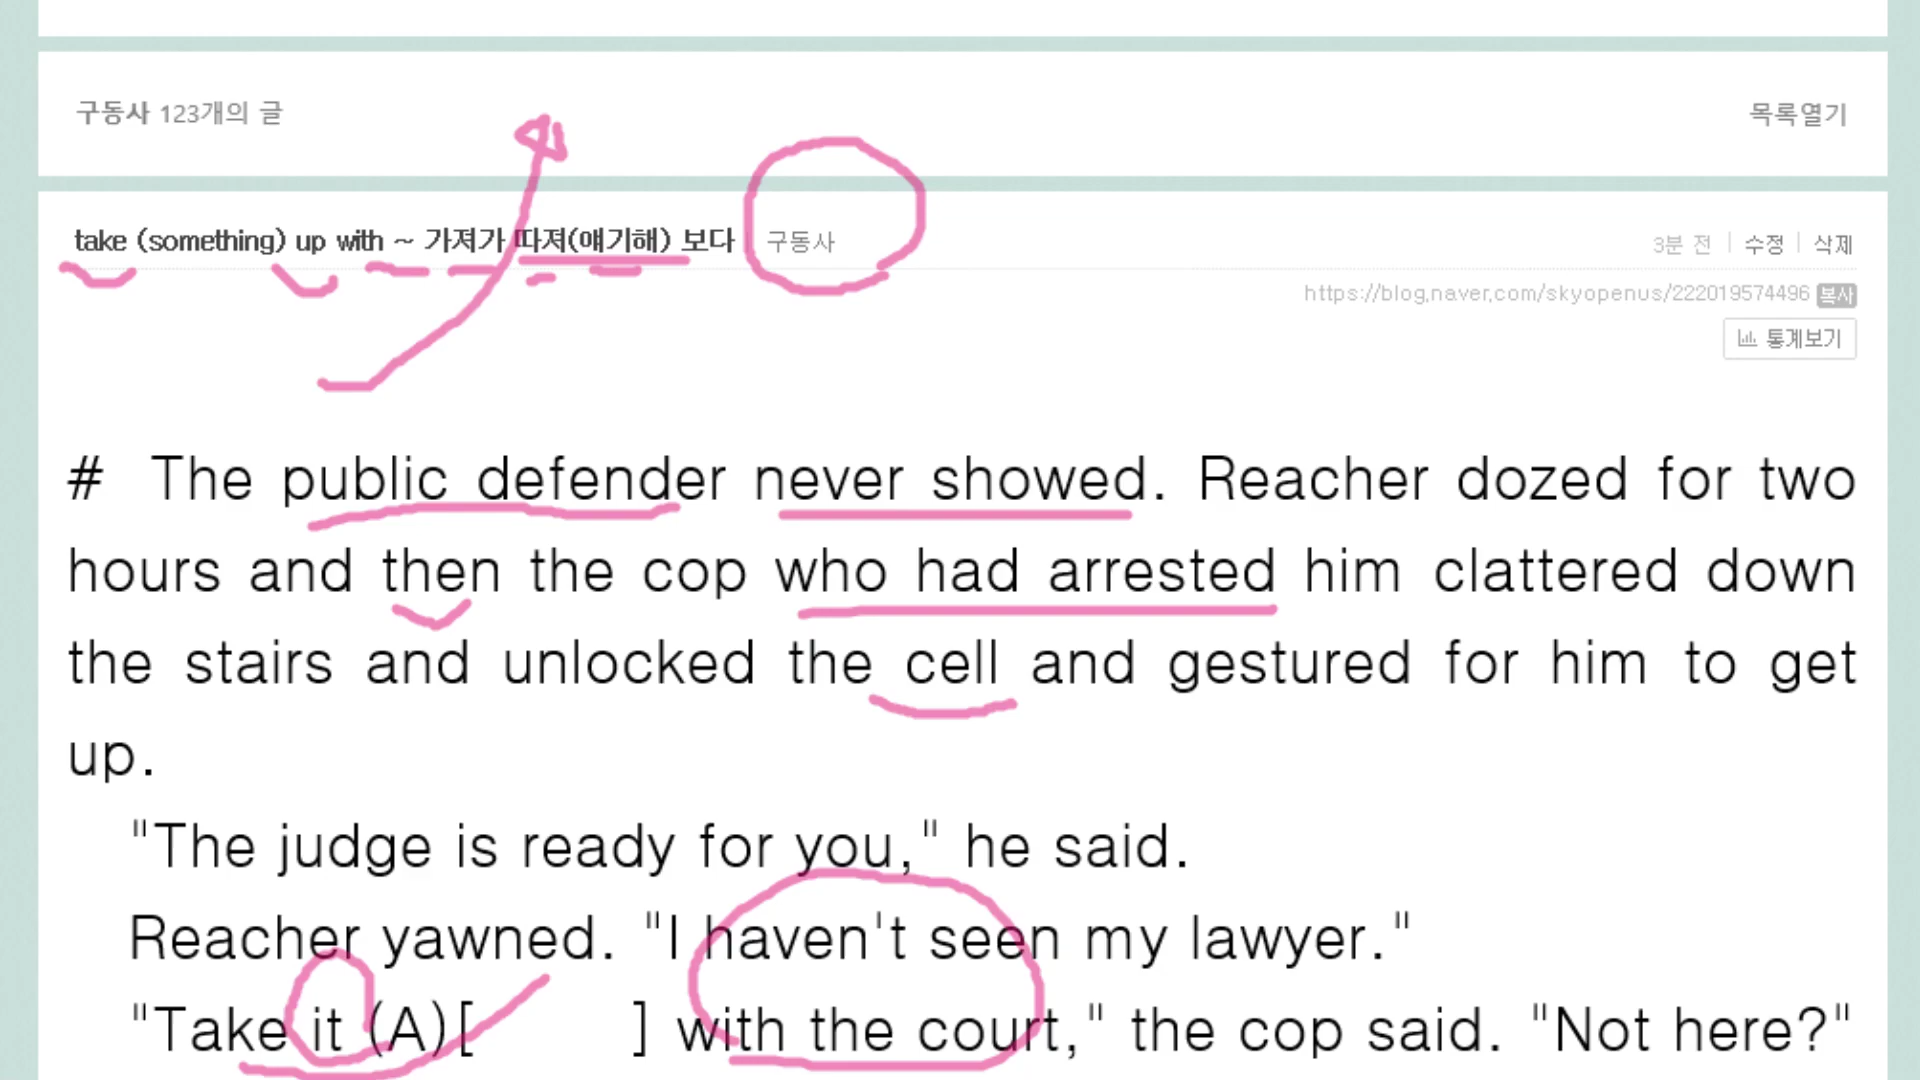 구동사 123개의 글 목록열기
take (something) up with ~ 가져가 따져(얘기해) 보다 구동사 3분 전 수정 삭제
https://blog.naver.com/skyopenus/222019574496 복사
통계보기
# The public defender never showed. Reacher dozed for two
hours and then the cop who had arrested him clattered down
the stairs and unlocked the cell and gestured for him to get
up.
"The judge is ready for you," he said.
Reacher yawned. "I haven't seen my lawyer."
"Take it (A)[ ] with the court," the cop said. "Not here?"